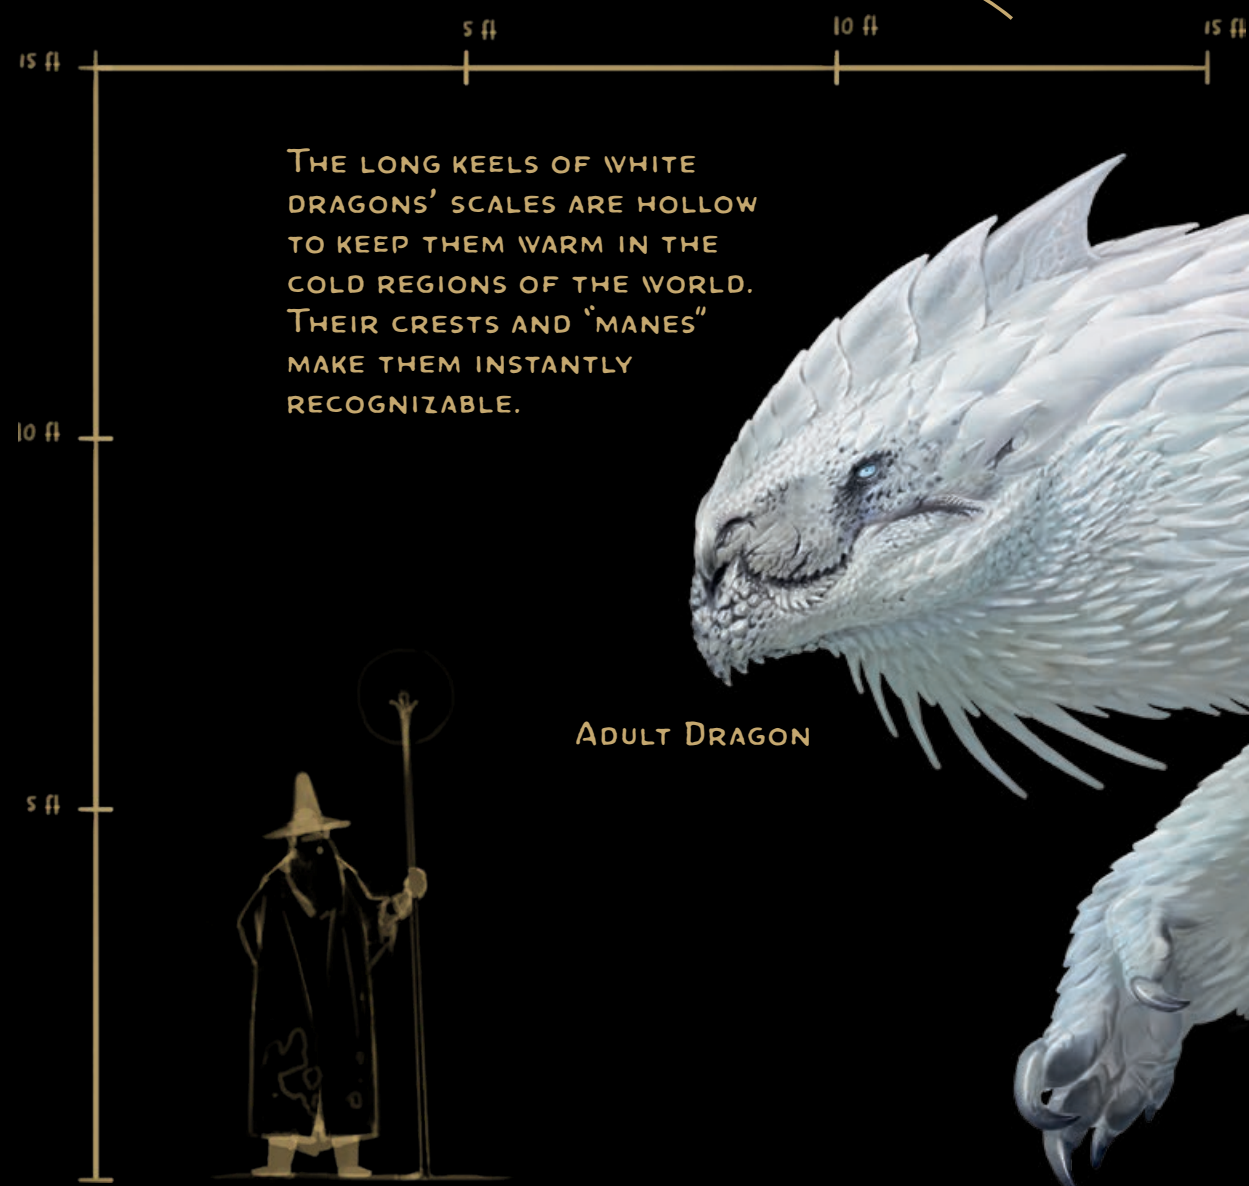 5 ft 10 ft 15 ft
15 ft
The long keels of white
dragons' scales are hollow
to keep them warm in the
cold regions of the world.
Their crests and "manes"
make them instantly
recognizable.
10 ft
Adult Dragon
5 ft